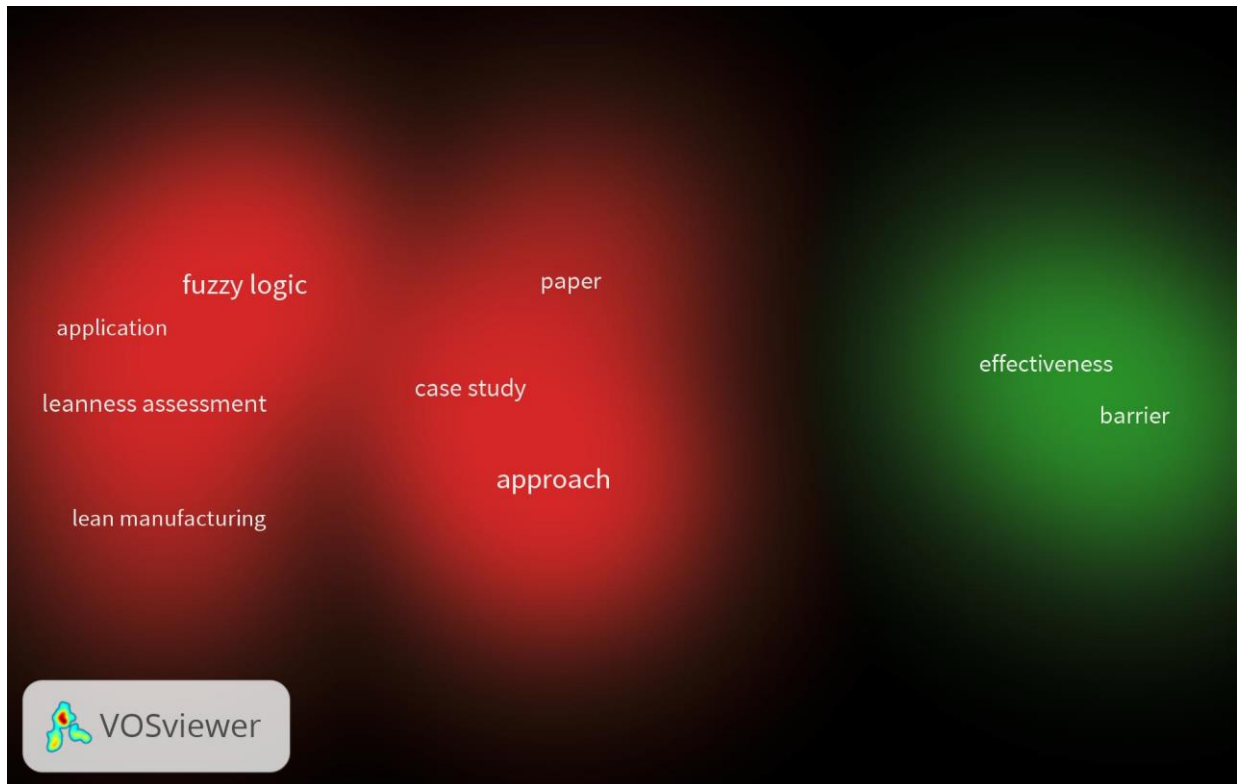 fuzzy logic
application
leanness assessment
lean manufacturing
paper
case study
approach
effectiveness
barrier
VOSviewer